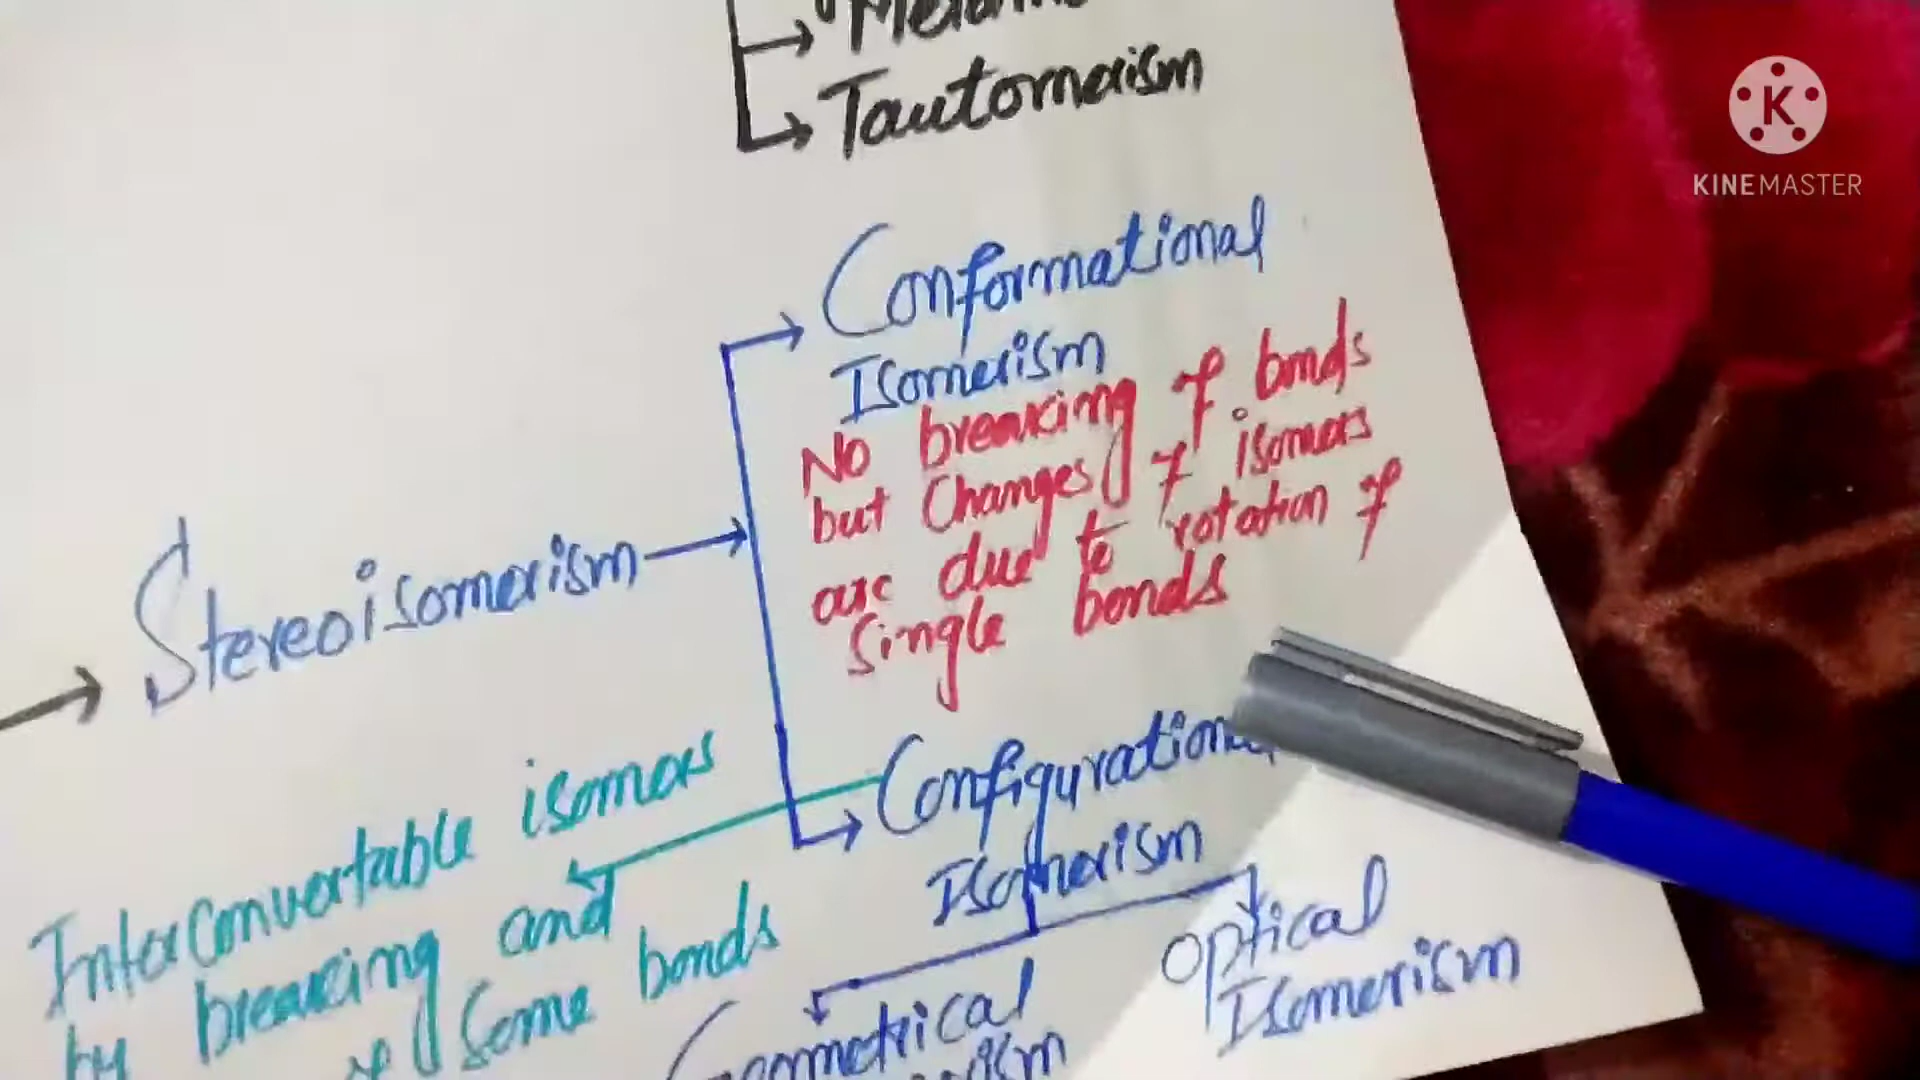 Tautomerism
KINEMASTER
Conformational
Isomerism
No breaking of bonds
but Changes of isomers
are due to rotation of
Single bonds
Stereoisomerism
Configurational
Isomerism
Interconvertable isomers
by breaking and
of Some bonds
Geometrical
Optical
Isomerism